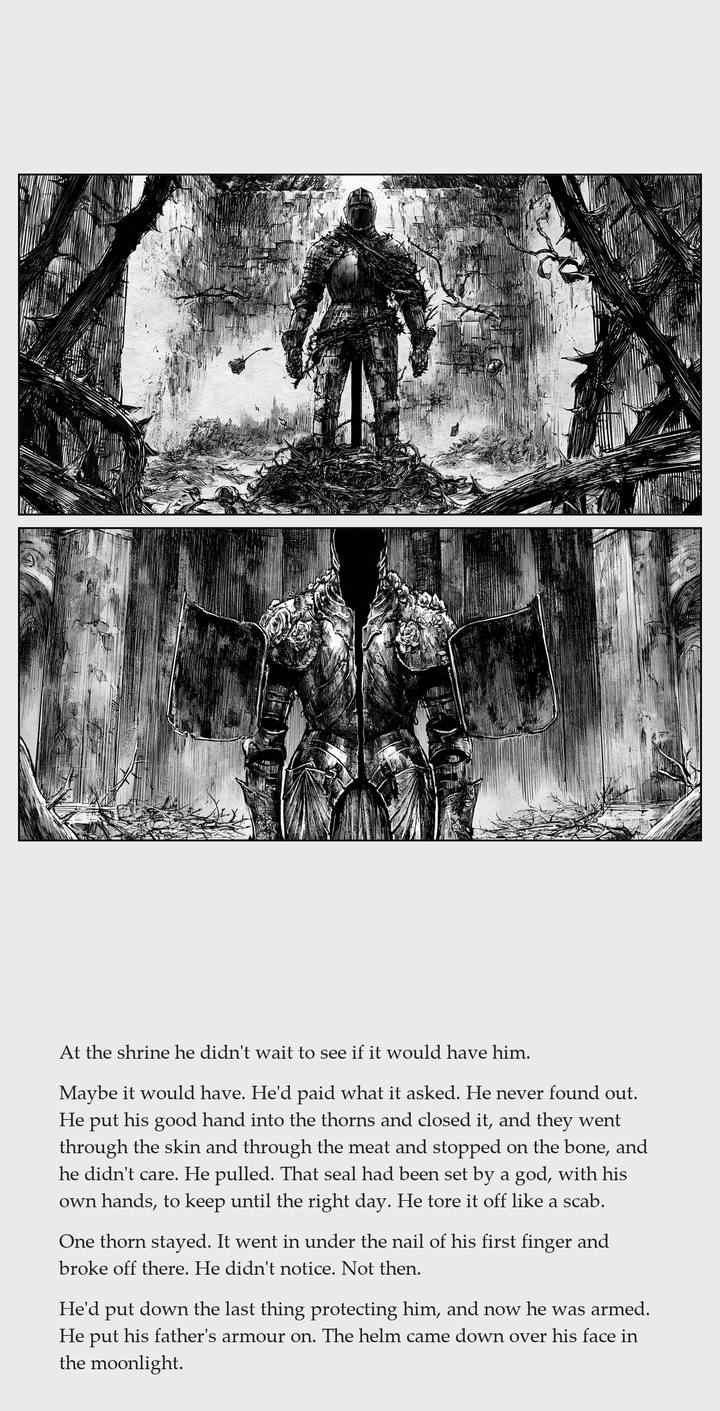 At the shrine he didn't wait to see if it would have him.
Maybe it would have. He'd paid what it asked. He never found out.
He put his good hand into the thorns and closed it, and they went
through the skin and through the meat and stopped on the bone, and
he didn't care. He pulled. That seal had been set by a god, with his
own hands, to keep until the right day. He tore it off like a scab.
One thorn stayed. It went in under the nail of his first finger and
broke off there. He didn't notice. Not then.
He'd put down the last thing protecting him, and now he was armed.
He put his father's armour on. The helm came down over his face in
the moonlight.